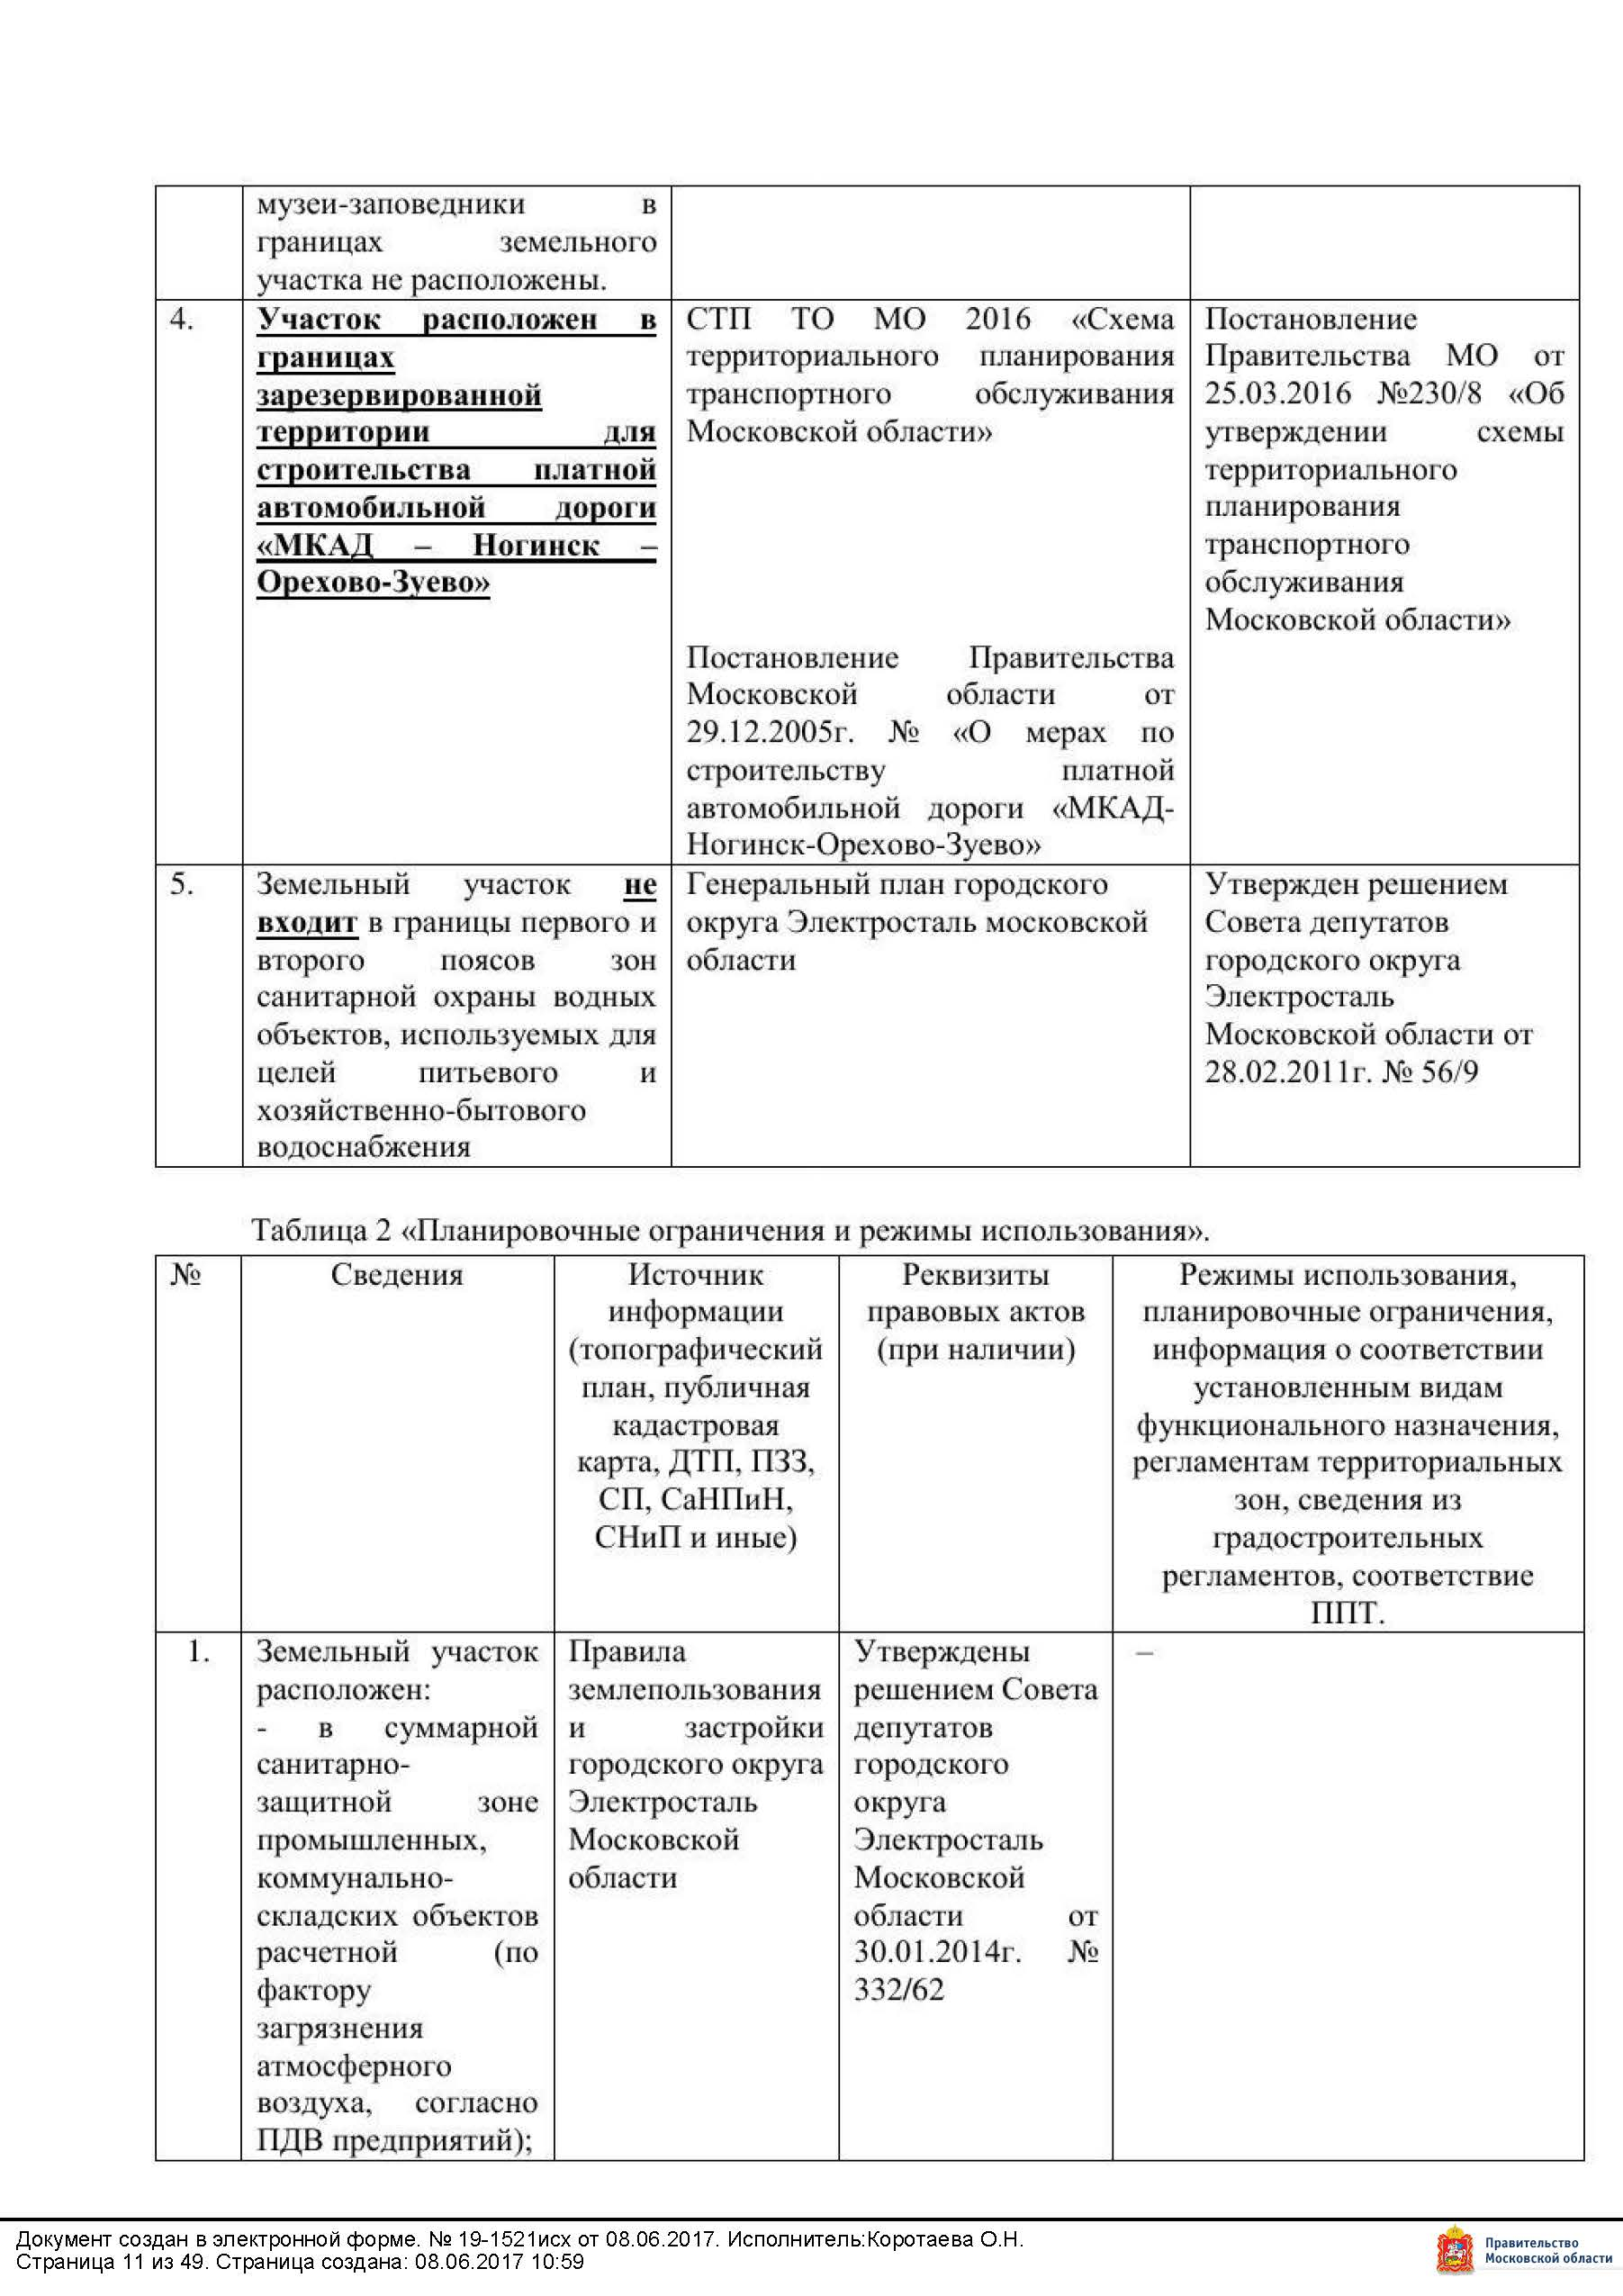 музеи-заповедники в
границах земельного
участка не расположены.
4.
Участок расположен в
границах
зарезервированной
территории для
строительства платной
автомобильной дороги
«МКАД – Ногинск –
Орехово-Зуево»
СТП ТО МО 2016 «Схема
территориального планирования
транспортного обслуживания
Московской области»
Постановление Правительства
Московской области от
29.12.2005г. № «О мерах по
строительству платной
автомобильной дороги «МКАД-
Ногинск-Орехово-Зуево»
Постановление
Правительства МО от
25.03.2016 №230/8 «Об
утверждении схемы
территориального
планирования
транспортного
обслуживания
Московской области»
5.
Земельный участок не
входит в границы первого и
второго поясов зон
санитарной охраны водных
объектов, используемых для
целей питьевого и
хозяйственно-бытового
водоснабжения
Генеральный план городского
округа Электросталь московской
области
Утвержден решением
Совета депутатов
городского округа
Электросталь
Московской области от
28.02.2011г. № 56/9
Таблица 2 «Планировочные ограничения и режимы использования».
№
Сведения
Источник
информации
(топографический
план, публичная
кадастровая
карта, ДТП, ПЗЗ,
СП, СаНПиН,
СНиП и иные)
Реквизиты
правовых актов
(при наличии)
Режимы использования,
планировочные ограничения,
информация о соответствии
установленным видам
функционального назначения,
регламентам территориальных
зон, сведения из
градостроительных
регламентов, соответствие
ППТ.
1.
Земельный участок
расположен:
- в суммарной
санитарно-
защитной зоне
промышленных,
коммунально-
складских объектов
расчетной (по
фактору
загрязнения
атмосферного
воздуха, согласно
ПДВ предприятий);
Правила
землепользования
и застройки
городского округа
Электросталь
Московской
области
Утверждены
решением Совета
депутатов
городского
округа
Электросталь
Московской
области от
30.01.2014г. №
332/62
–
Документ создан в электронной форме. № 19-1521исх от 08.06.2017. Исполнитель:Коротаева О.Н.
Страница 11 из 49. Страница создана: 08.06.2017 10:59
Правительство
Московской области